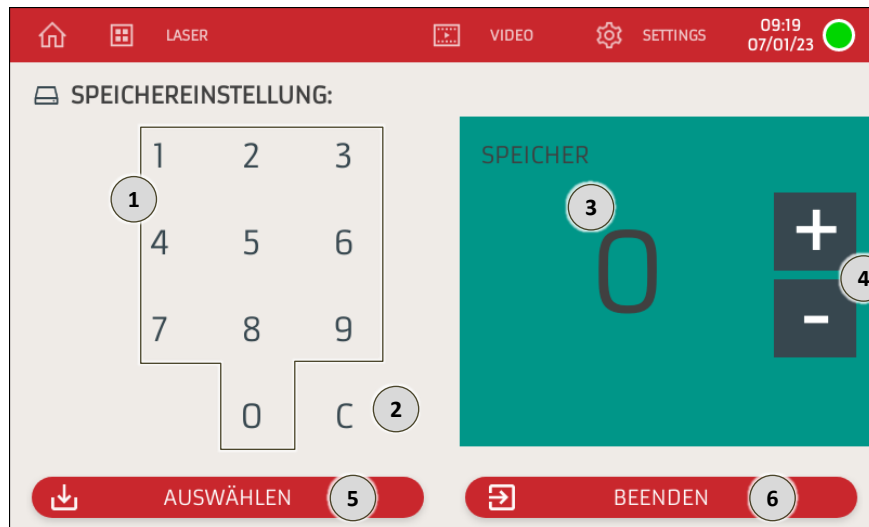 LASER VIDEO SETTINGS 09:19
07/01/23
SPEICHEREINSTELLUNG:
1 2 3
1
4 5 6
7 8 9
0 C 2
SPEICHER
3
0
+
4
-
AUSWÄHLEN 5
BEENDEN 6